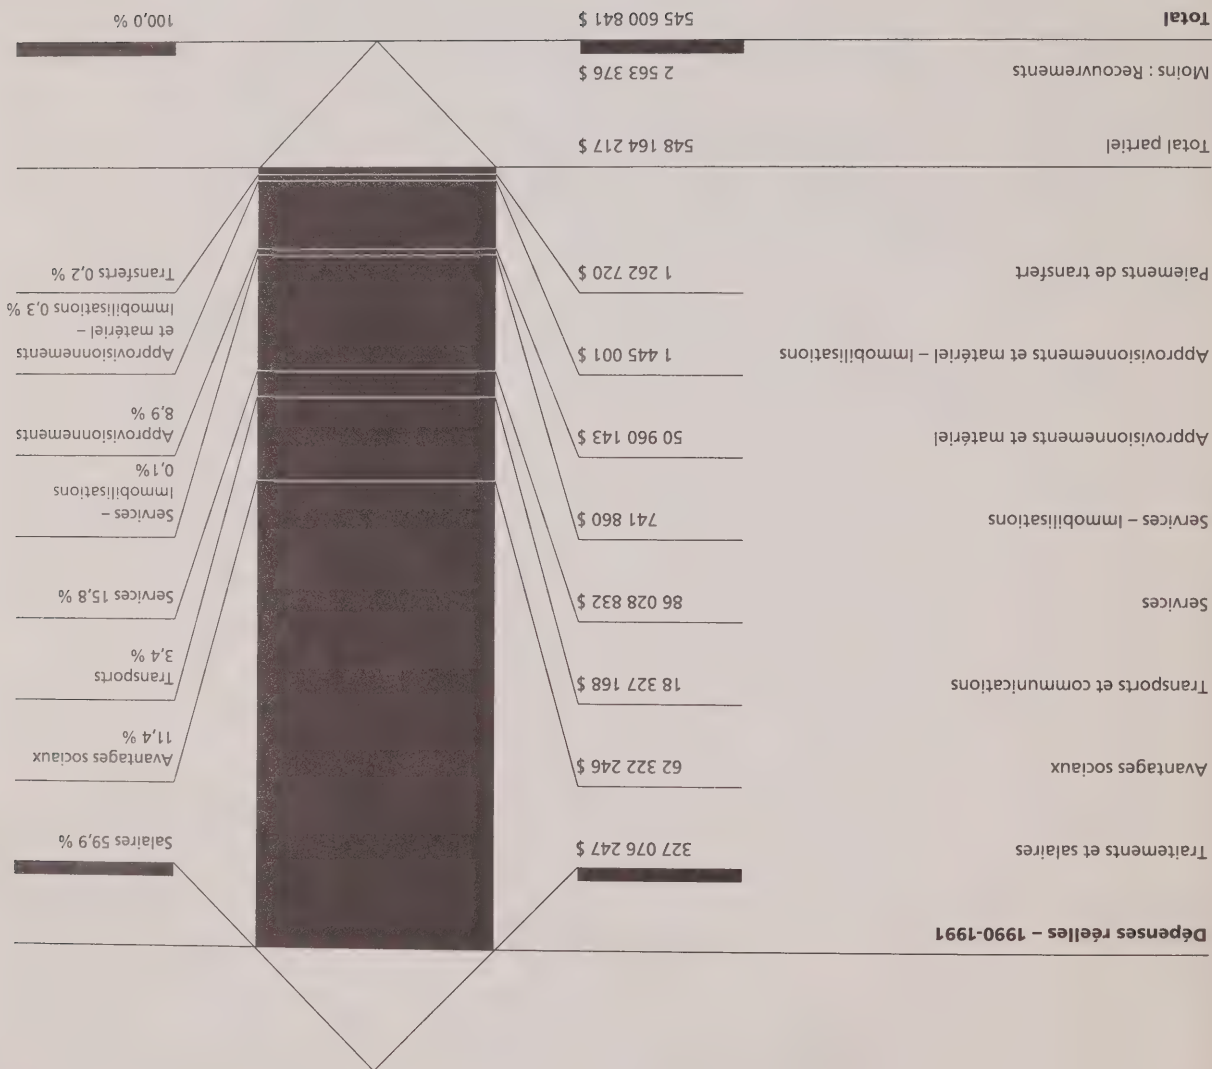 Dépenses réelles – 1990-1991
Traitements et salaires 327 076 247 $ Salaires 59,9 %
Avantages sociaux 62 322 246 $ Avantages sociaux
11,4 %
Transports et communications 18 327 168 $ Transports
3,4 %
Services 86 028 832 $ Services 15,8 %
Services – Immobilisations 741 860 $ Services –
Immobilisations
0,1%
Approvisionnements et matériel 50 960 143 $ Approvisionnements
8,9 %
Approvisionnements et matériel – Immobilisations 1 445 001 $ Approvisionnements
et matériel –
Immobilisations 0,3 %
Paiements de transfert 1 262 720 $ Transferts 0,2 %
Total partiel 548 164 217 $
Moins : Recouvrements 2 563 376 $
Total 545 600 841 $ 100,0 %